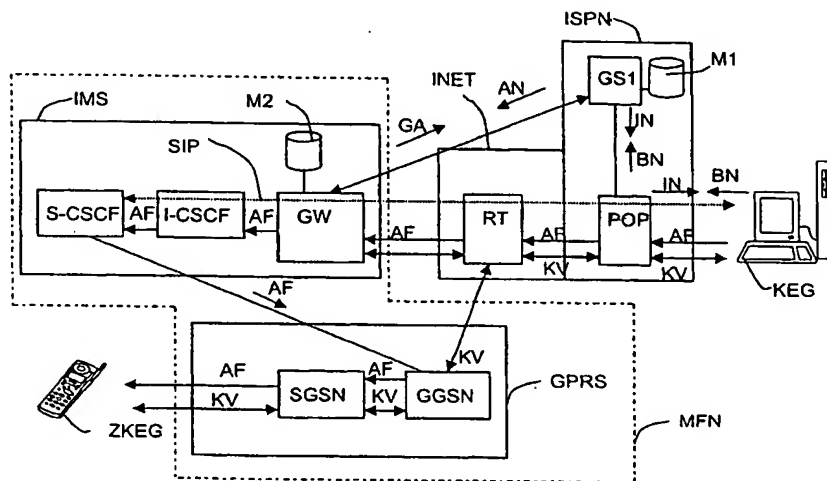 ISPN
M1
GS1
INET
AN
M2
IMS
GA
IN
SIP
BN
IN BN
S-CSCF AF I-CSCF AF GW RT POP
AF AF AF
KV KV
KEG
AF
KV
AF AF
SGSN GGSN GPRS
KV KV
ZKEG MFN